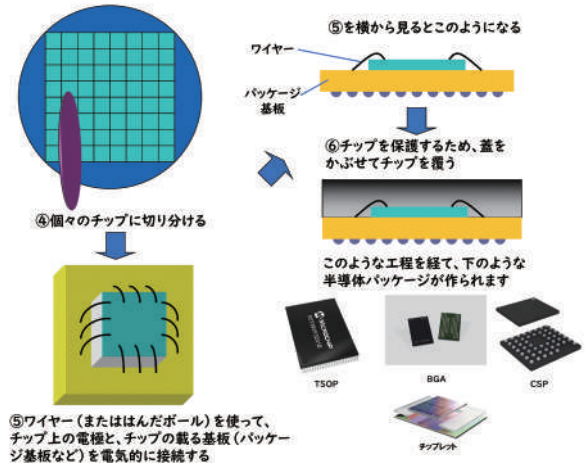 ④個々のチップに切り分ける
⑤ワイヤー(またははんだボール)を使って、
チップ上の電極と、チップの載る基板(パッケー
ジ基板など)を電気的に接続する
⑤を横から見るとこのようになる
ワイヤー
パッケージ
基板
⑥チップを保護するため、蓋を
かぶせてチップを覆う
このような工程を経て、下のような
半導体パッケージが作られます
MICROCHIP
TSOP
BGA
CSP
チップレット